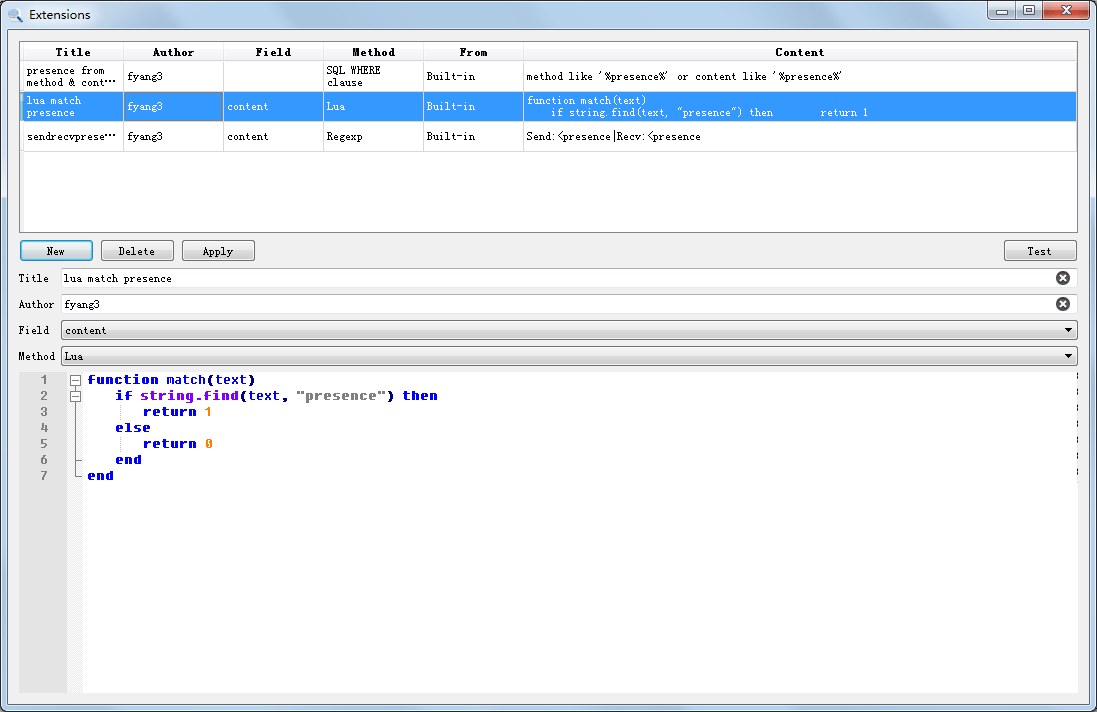 Extensions
Title Author Field Method From Content
presence from method & cont… fyang3 SQL WHERE clause Built-in method like '%presence%' or content like '%presence%'
lua match presence fyang3 content Lua Built-in function match(text)
if string.find(text, "presence") then return 1
sendrecvprese… fyang3 content Regexp Built-in Send:<presence|Recv:<presence
New Delete Apply Test
Title lua match presence
Author fyang3
Field content
Method Lua
1 function match(text)
2 if string.find(text, "presence") then
3 return 1
4 else
5 return 0
6 end
7 end